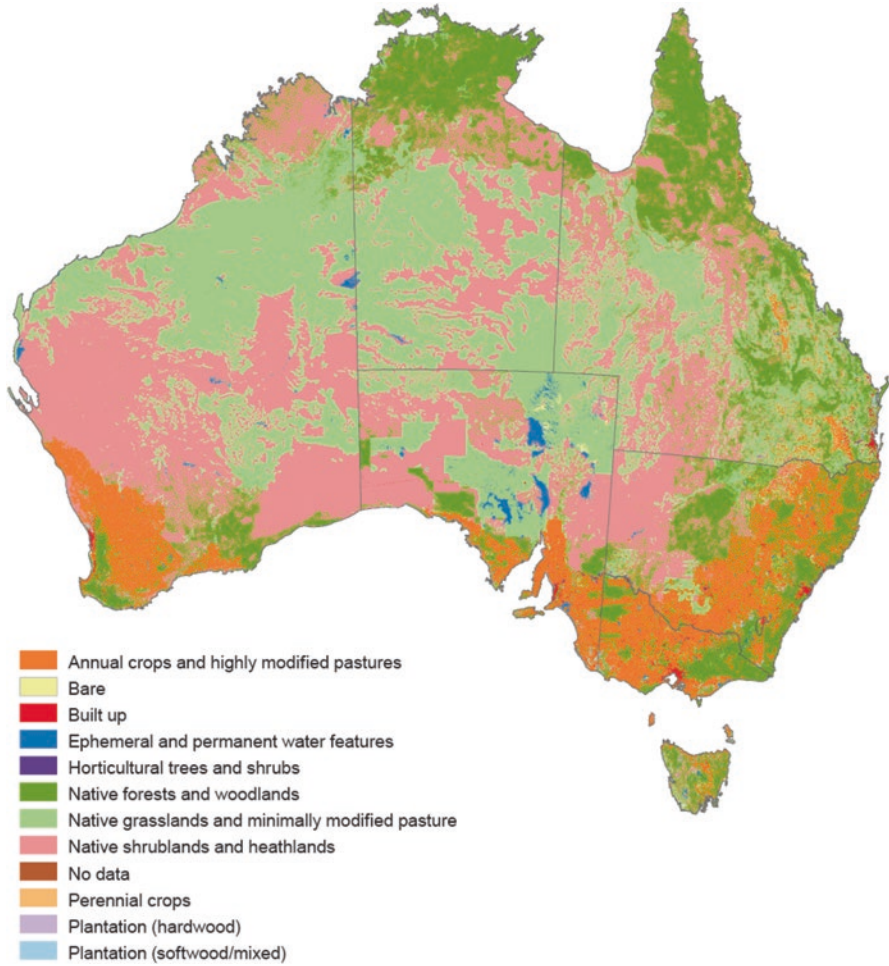 Annual crops and highly modified pastures
Bare
Built up
Ephemeral and permanent water features
Horticultural trees and shrubs
Native forests and woodlands
Native grasslands and minimally modified pasture
Native shrublands and heathlands
No data
Perennial crops
Plantation (hardwood)
Plantation (softwood/mixed)